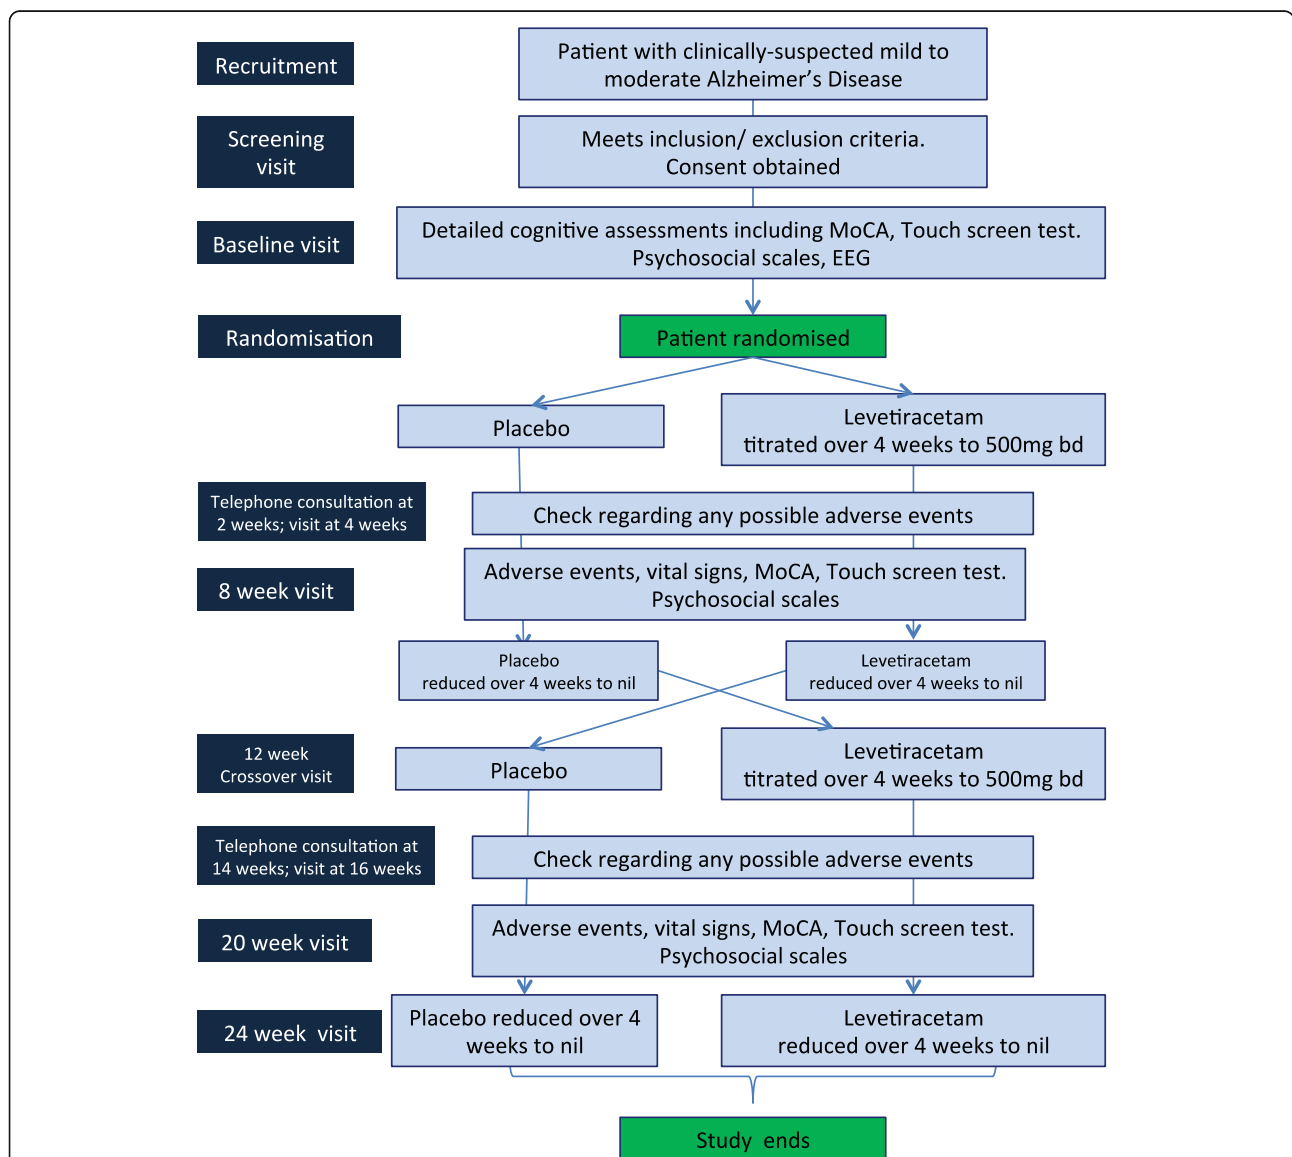 Recruitment
Patient with clinically-suspected mild to
moderate Alzheimer’s Disease
Screening
visit
Meets inclusion/ exclusion criteria.
Consent obtained
Baseline visit
Detailed cognitive assessments including MoCA, Touch screen test.
Psychosocial scales, EEG
Randomisation
Patient randomised
Placebo
Levetiracetam
titrated over 4 weeks to 500mg bd
Telephone consultation at
2 weeks; visit at 4 weeks
Check regarding any possible adverse events
8 week visit
Adverse events, vital signs, MoCA, Touch screen test.
Psychosocial scales
Placebo
reduced over 4 weeks to nil
Levetiracetam
reduced over 4 weeks to nil
12 week
Crossover visit
Placebo
Levetiracetam
titrated over 4 weeks to 500mg bd
Telephone consultation at
14 weeks; visit at 16 weeks
Check regarding any possible adverse events
20 week visit
Adverse events, vital signs, MoCA, Touch screen test.
Psychosocial scales
24 week visit
Placebo reduced over 4
weeks to nil
Levetiracetam
reduced over 4 weeks to nil
Study ends